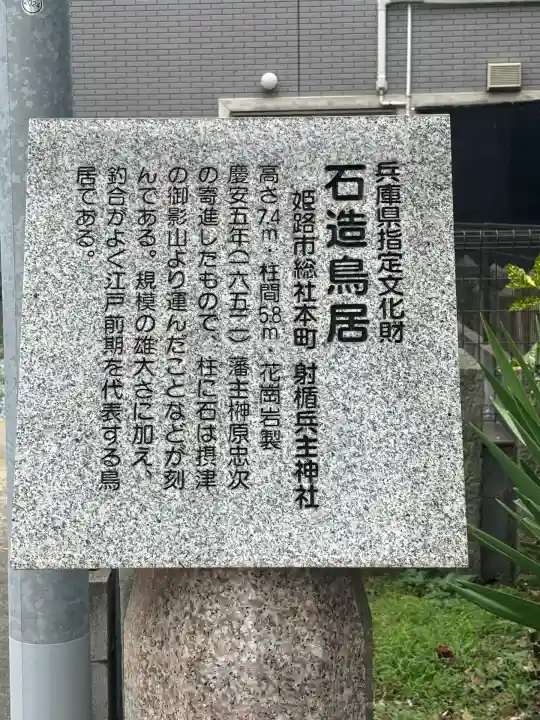 兵庫県指定文化財
石造鳥居
姫路市総社本町 射楯兵主神社
高さ7.4m・柱間5.8m・花崗岩製
慶安五年(一六五二)藩主榊原忠次
の寄進したもので、柱に石は摂津
の御影山より運んだことなどが刻
んである。規模の雄大さに加え、
釣合がよく江戸前期を代表する鳥
居である。